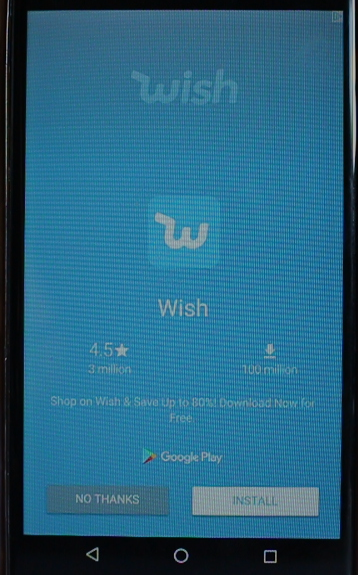 wish
w
Wish
4.5★
3 million
100 million
Shop on Wish & Save Up to 80%! Download Now for
Free
Google Play
NO THANKS
INSTALL